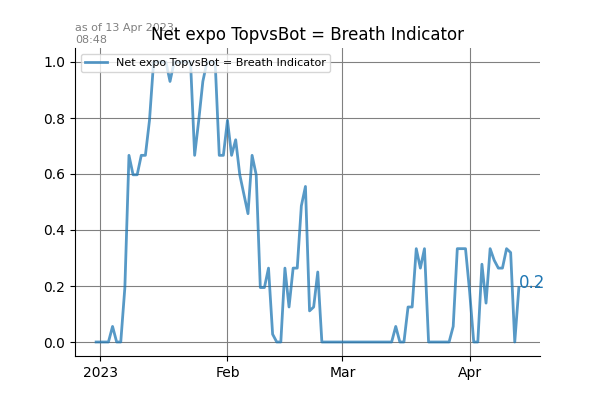 as of 13 Apr 2023
08:48
Net expo TopvsBot = Breath Indicator
Net expo TopvsBot = Breath Indicator
1.0
0.8
0.6
0.4
0.2
0.0
0.2
2023
Feb
Mar
Apr